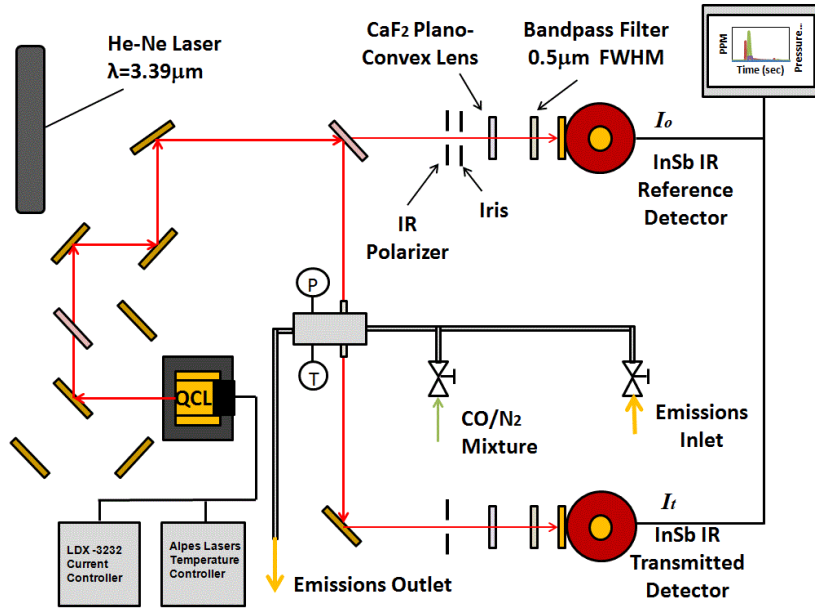 He-Ne Laser
λ=3.39μm
CaF2 Plano-
Convex Lens
Bandpass Filter
0.5μm FWHM
PPM
Time (sec)
Pressure...
Io
InSb IR
Reference
Detector
IR
Polarizer
Iris
P
T
QCL
CO/N2
Mixture
Emissions
Inlet
It
InSb IR
Transmitted
Detector
LDX -3232
Current
Controller
Alpes Lasers
Temperature
Controller
Emissions Outlet